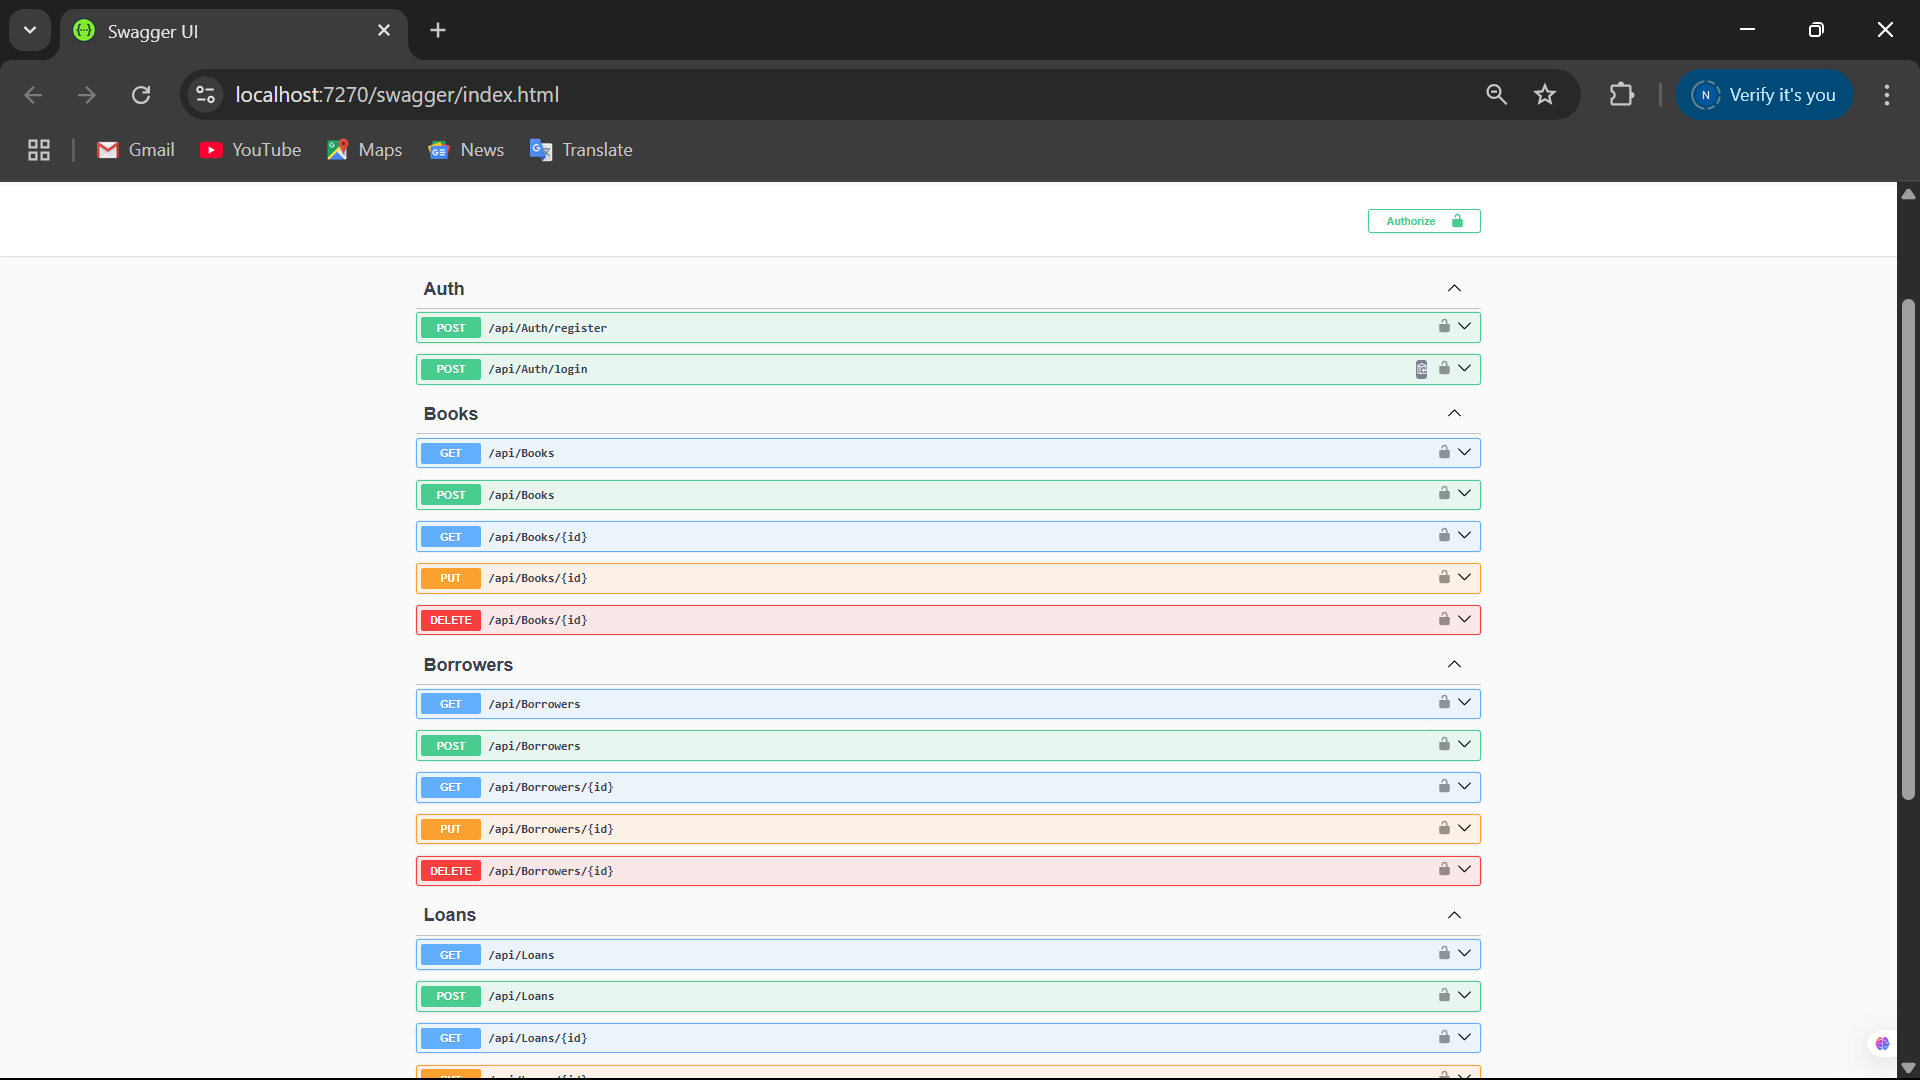 Swagger UI
localhost:7270/swagger/index.html
N Verify it's you
Gmail YouTube Maps News Translate
Authorize
Auth
POST /api/Auth/register
POST /api/Auth/login
Books
GET /api/Books
POST /api/Books
GET /api/Books/{id}
PUT /api/Books/{id}
DELETE /api/Books/{id}
Borrowers
GET /api/Borrowers
POST /api/Borrowers
GET /api/Borrowers/{id}
PUT /api/Borrowers/{id}
DELETE /api/Borrowers/{id}
Loans
GET /api/Loans
POST /api/Loans
GET /api/Loans/{id}